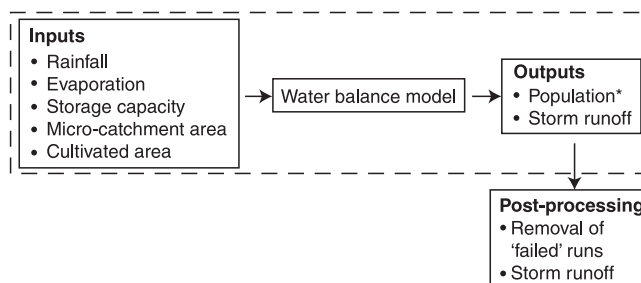 Inputs
• Rainfall
• Evaporation
• Storage capacity
• Micro-catchment area
• Cultivated area
Water balance model
Outputs
• Population*
• Storm runoff
Post-processing
• Removal of
'failed' runs
• Storm runoff